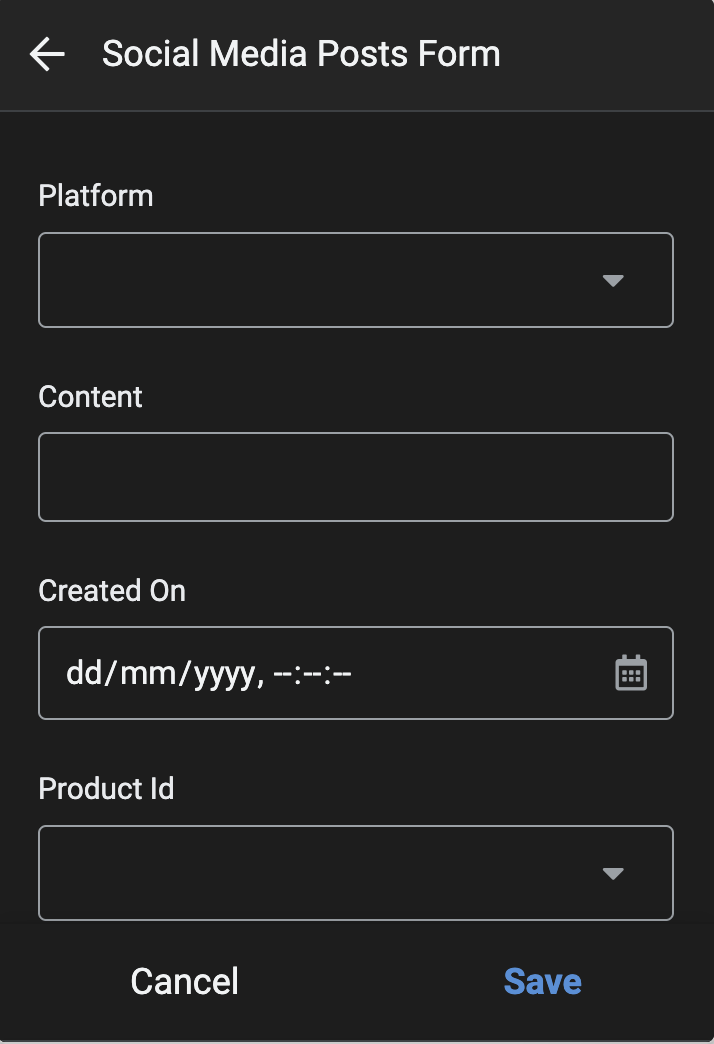 Social Media Posts Form
Platform
Content
Created On
dd/mm/yyyy, --:--:--
Product Id
Cancel Save